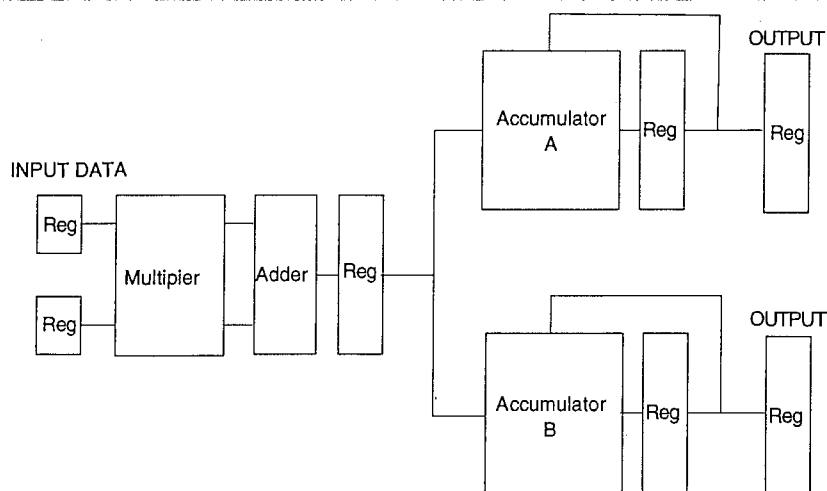 OUTPUT
Accumulator
A
Reg
Reg
INPUT DATA
Reg
Multipier
Adder
Reg
Reg
OUTPUT
Accumulator
B
Reg
Reg